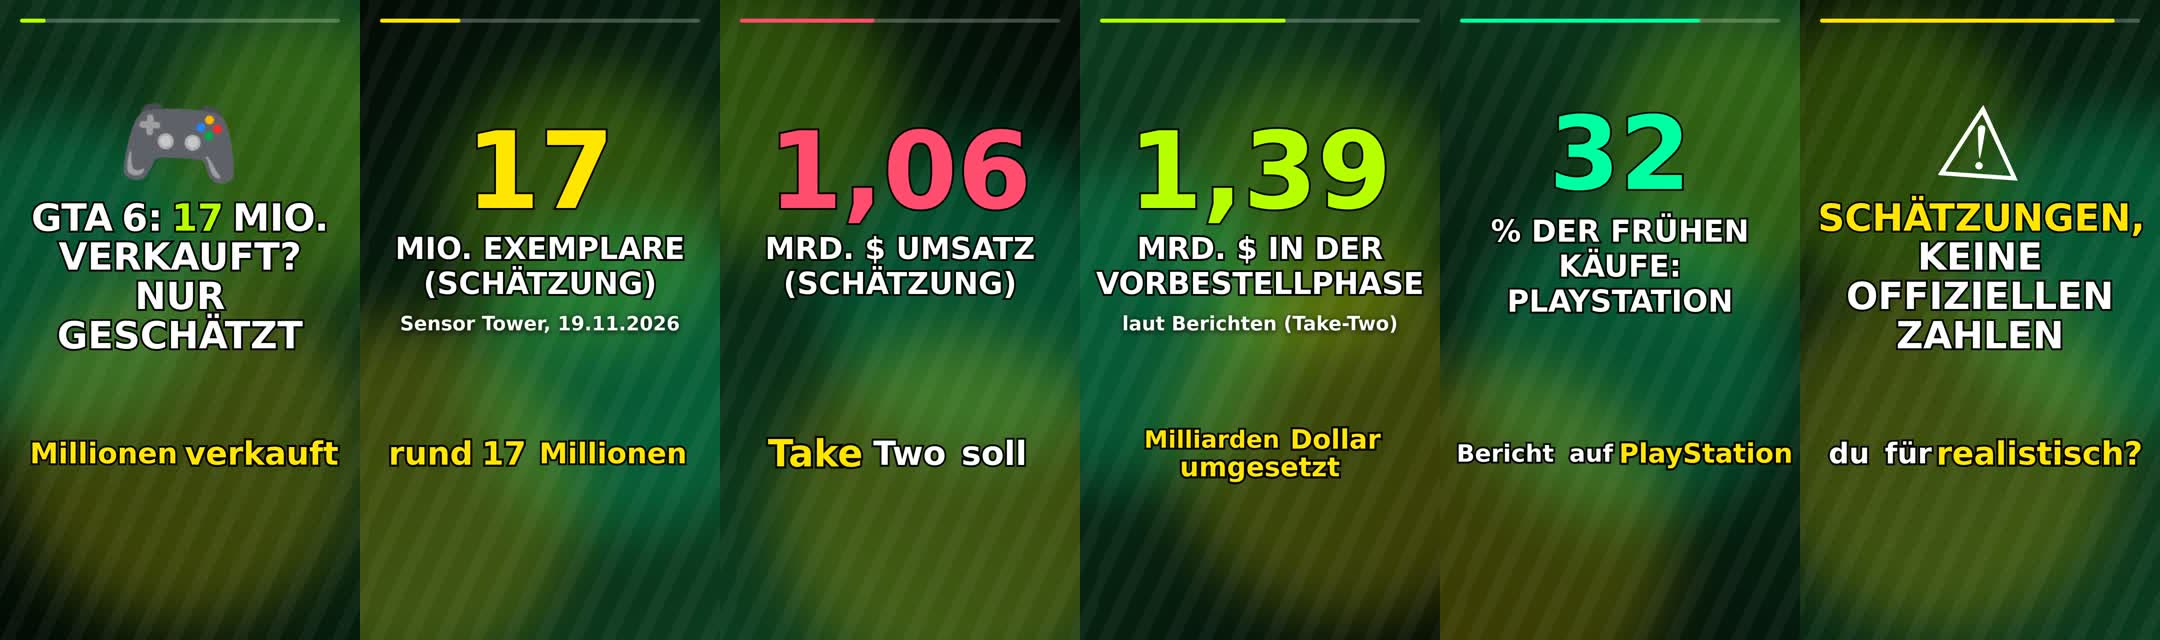 GTA 6: 17 MIO.
VERKAUFT?
NUR
GESCHÄTZT
Millionen verkauft
17
MIO. EXEMPLARE
(SCHÄTZUNG)
Sensor Tower, 19.11.2026
rund 17 Millionen
1,06
MRD. $ UMSATZ
(SCHÄTZUNG)
Take Two soll
1,39
MRD. $ IN DER
VORBESTELLPHASE
laut Berichten (Take-Two)
Milliarden Dollar
umgesetzt
32
% DER FRÜHEN
KÄUFE:
PLAYSTATION
Bericht auf PlayStation
SCHÄTZUNGEN,
KEINE
OFFIZIELLEN
ZAHLEN
du für realistisch?